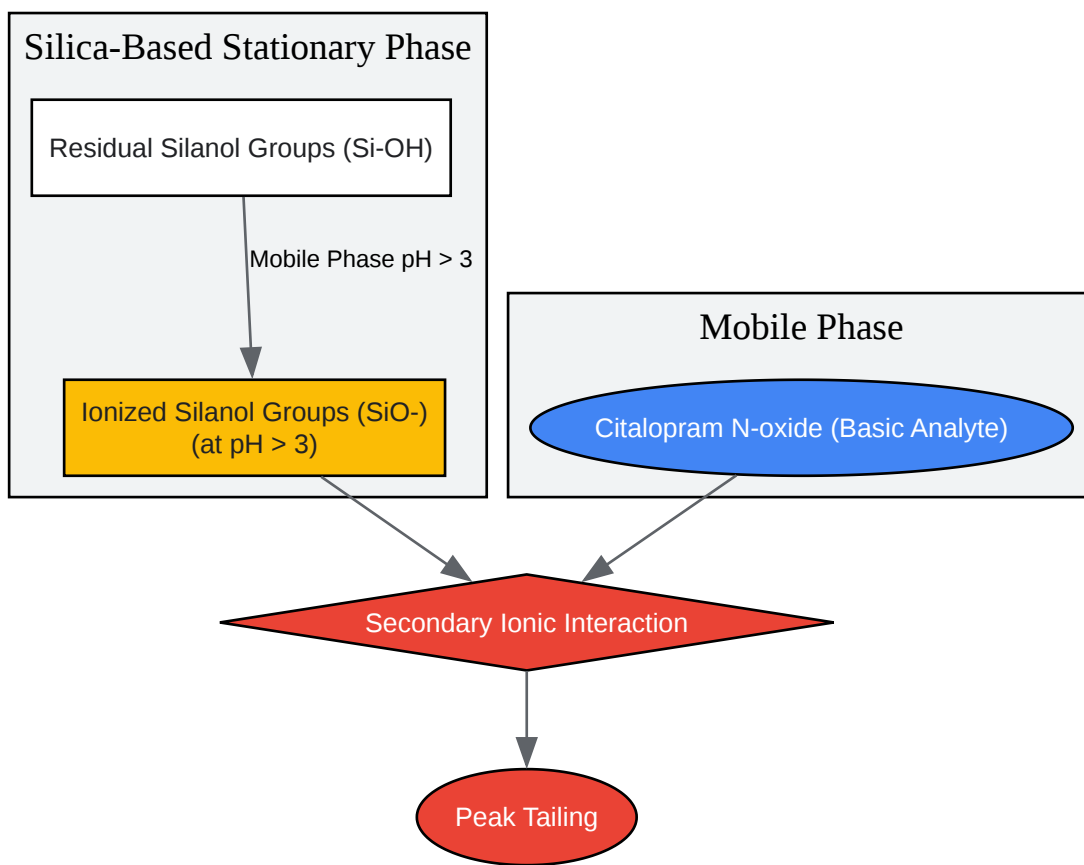 Silica-Based Stationary Phase
Residual Silanol Groups (Si-OH)
Mobile Phase pH > 3
Ionized Silanol Groups (SiO-)
(at pH > 3)
Mobile Phase
Citalopram N-oxide (Basic Analyte)
Secondary Ionic Interaction
Peak Tailing